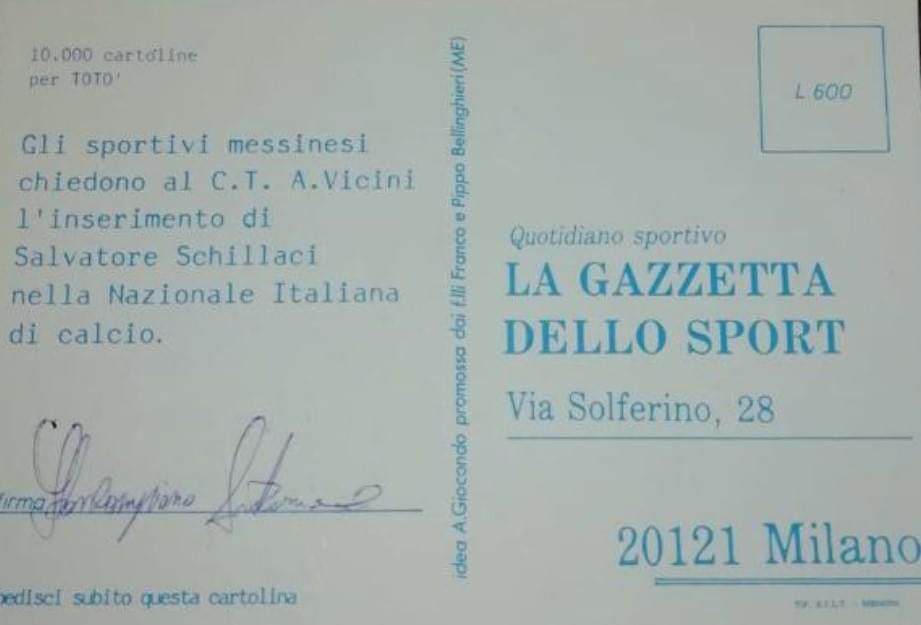 10.000 cartoline
per TOTO'
Gli sportivi messinesi
chiedono al C.T. A.Vicini
l'inserimento di
Salvatore Schillaci
nella Nazionale Italiana
di calcio.
firma
pedisci subito questa cartolina
idea A.Giocondo promossa dai f.lli Franco e Pippo Bellinghieri (ME)
L 600
Quotidiano sportivo
LA GAZZETTA
DELLO SPORT
Via Solferino, 28
20121 Milano